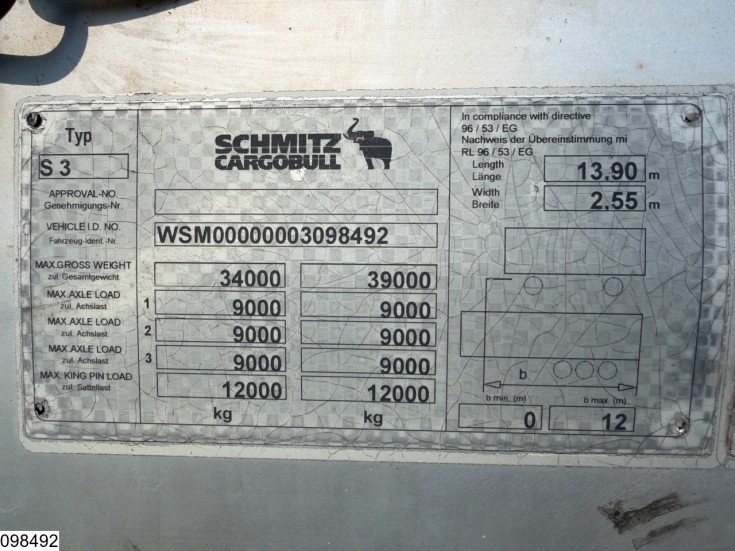 Typ
S 3
SCHMITZ
CARGOBULL
APPROVAL-NO.
Genehmigungs-Nr.
VEHICLE I.D. NO.
Fahrzeug-Ident.-Nr.
WSM00000003098492
MAX.GROSS WEIGHT
zul. Gesamtgewicht
34000 39000
MAX.AXLE LOAD
zul. Achslast
1 9000 9000
MAX.AXLE LOAD
zul. Achslast
2 9000 9000
MAX.AXLE LOAD
zul. Achslast
3 9000 9000
MAX. KING PIN LOAD
zul. Sattellast
12000 12000
kg kg
In compliance with directive
96 / 53 / EG
Nachweis der Übereinstimmung mi
RL 96 / 53 / EG
Length
Länge
13.90 m
Width
Breite
2.55 m
b
b min. (m) b max. (m)
0 12
098492